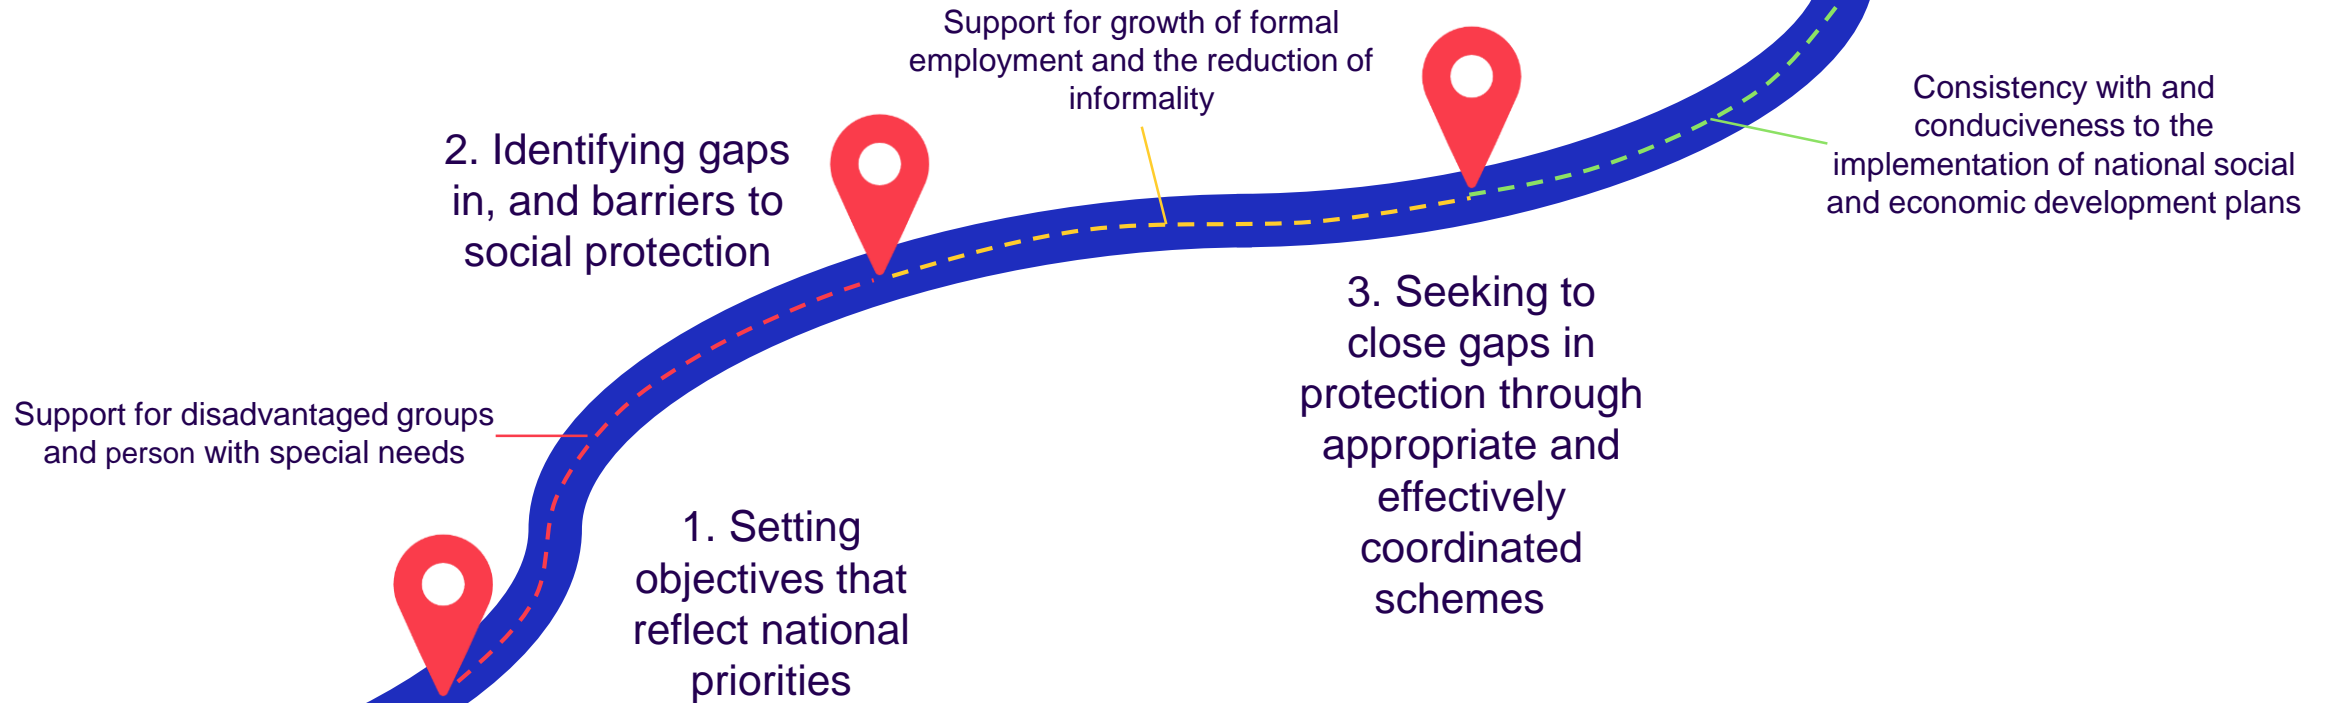 Support for growth of formal
employment and the reduction of
informality
Consistency with and
conduciveness to the
implementation of national social
and economic development plans
2. Identifying gaps
in, and barriers to
social protection
3. Seeking to
close gaps in
protection through
appropriate and
effectively
coordinated
schemes
Support for disadvantaged groups
and person with special needs
1. Setting
objectives that
reflect national
priorities